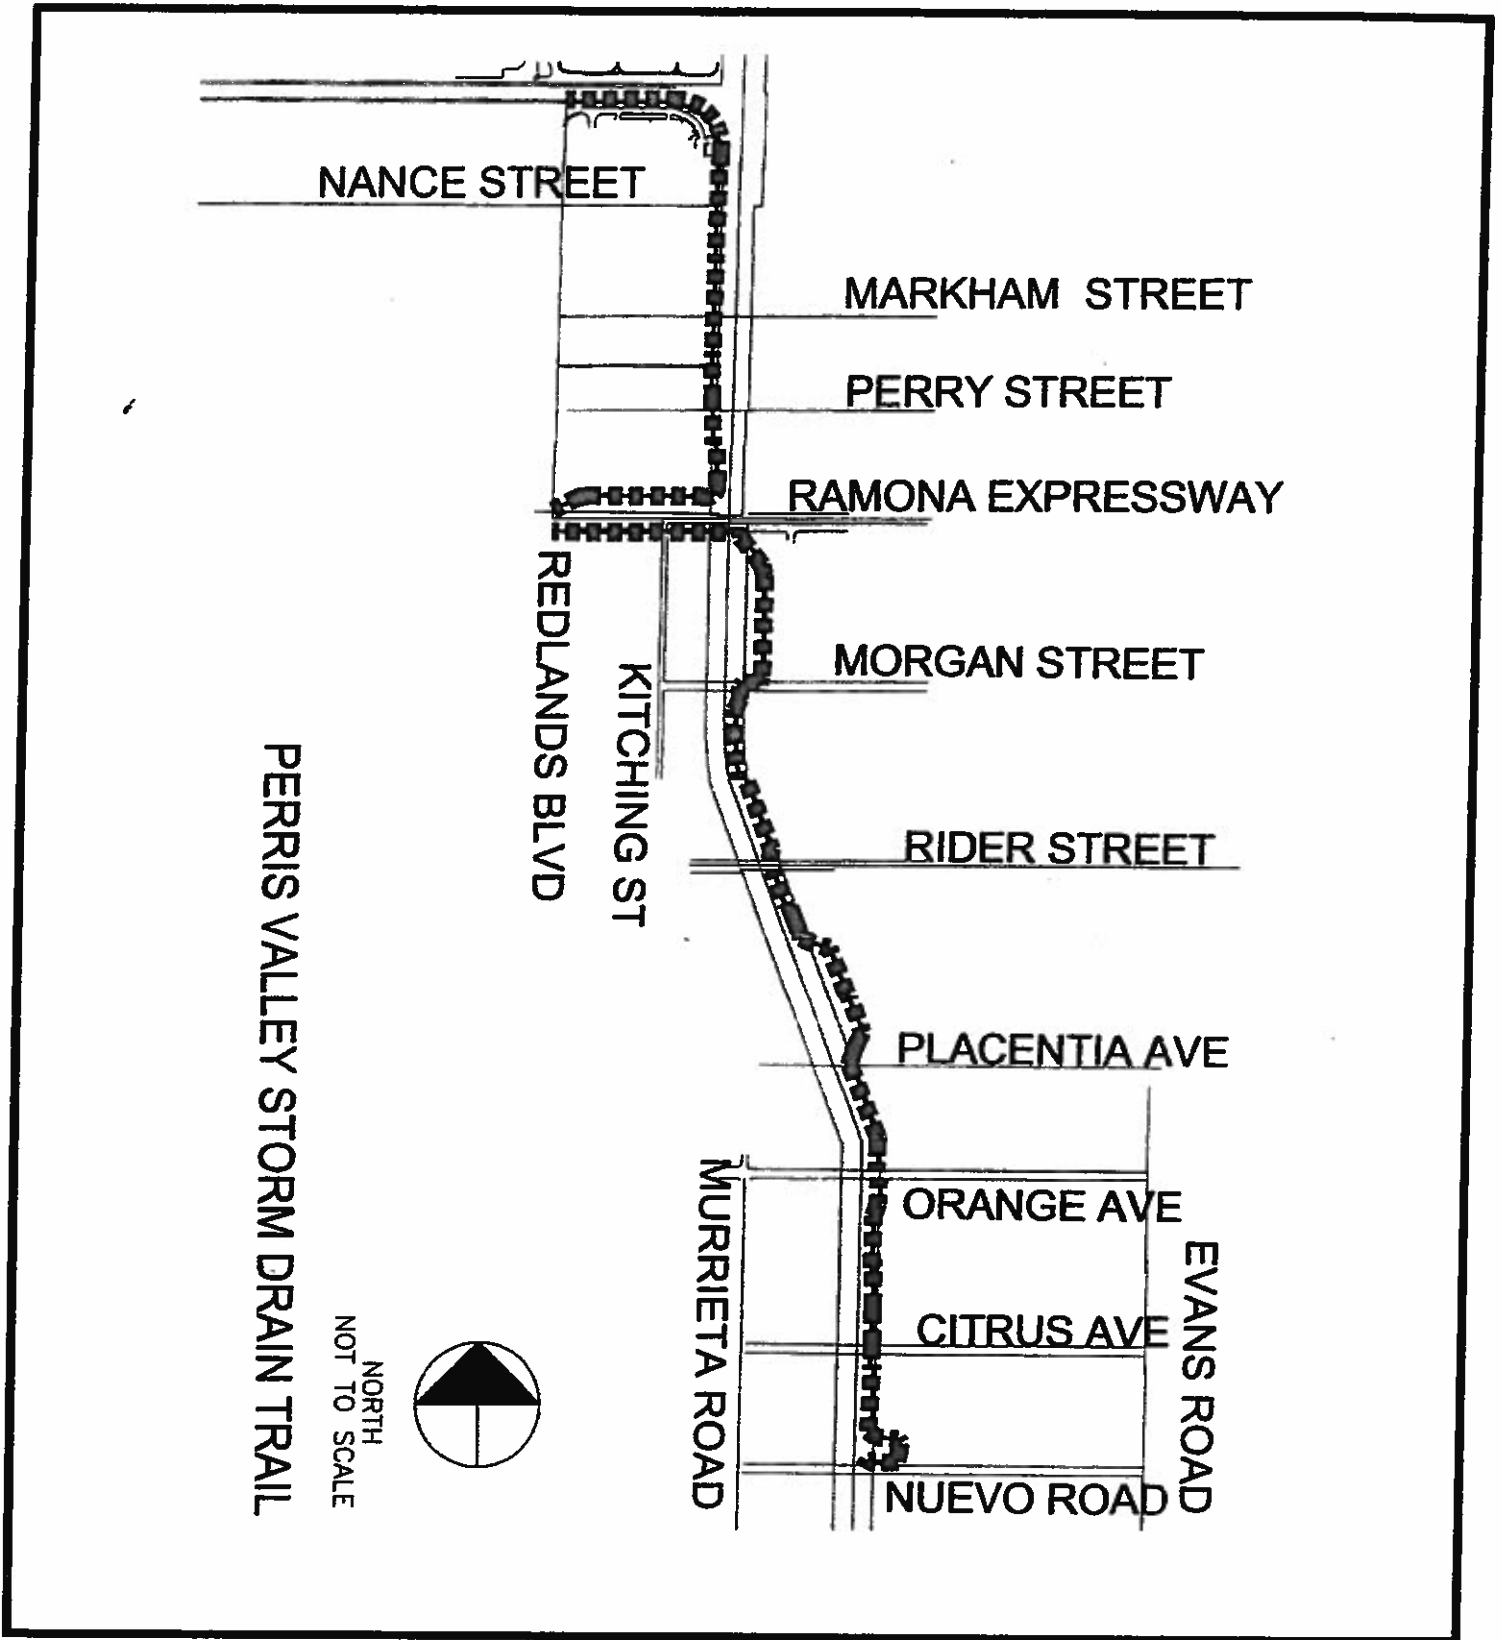 NANCE STREET
MARKHAM STREET
PERRY STREET
RAMONA EXPRESSWAY
REDLANDS BLVD
KITCHING ST
MORGAN STREET
RIDER STREET
PLACENTIA AVE
ORANGE AVE
MURRIETA ROAD
EVANS ROAD
CITRUS AVE
NUEVO ROAD
NORTH
NOT TO SCALE
PERRIS VALLEY STORM DRAIN TRAIL